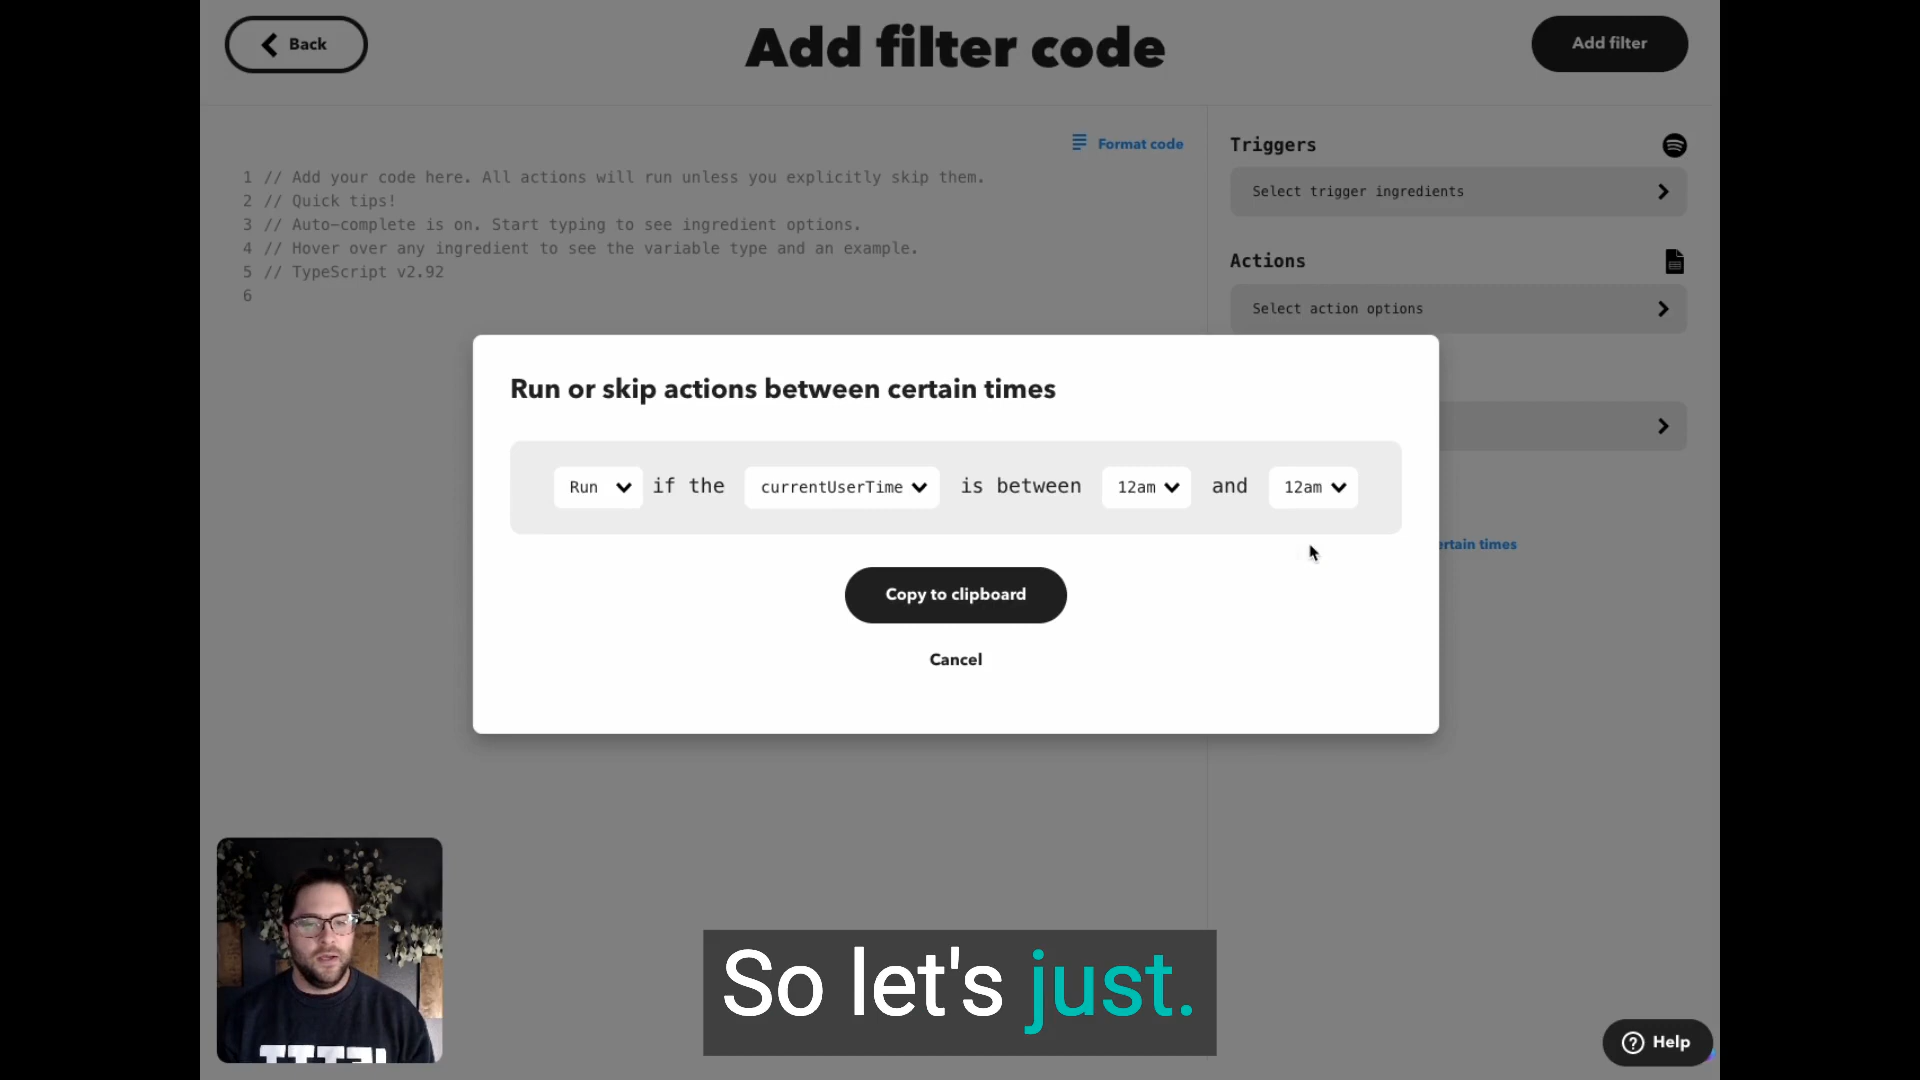 Back
Add filter code
Add filter
Format code
1 // Add your code here. All actions will run unless you explicitly skip them.
2 // Quick tips!
3 // Auto-complete is on. Start typing to see ingredient options.
4 // Hover over any ingredient to see the variable type and an example.
5 // TypeScript v2.92
6
Triggers
Select trigger ingredients
Actions
Select action options
Run or skip actions between certain times
Run if the currentUserTime is between 12am and 12am
ertain times
Copy to clipboard
Cancel
So let's just.
Help